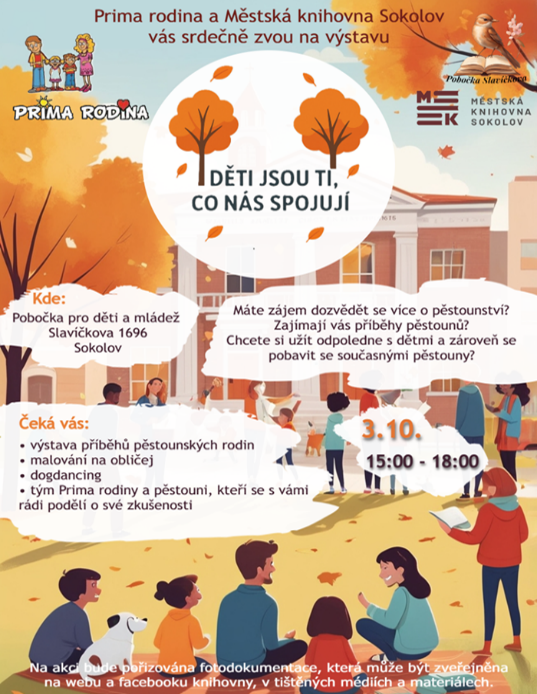 Prima rodina a Městská knihovna Sokolov
vás srdečně zvou na výstavu
PRIMA RODINA
Pobočka Slavíčkova
MĚSTSKÁ
KNIHOVNA
SOKOLOV
DĚTI JSOU TI,
CO NÁS SPOJUJÍ
Kde:
Pobočka pro děti a mládež
Slavíčkova 1696
Sokolov
Máte zájem dozvědět se více o pěstounství?
Zajímají vás příběhy pěstounů?
Chcete si užít odpoledne s dětmi a zároveň se
pobavit se současnými pěstouny?
Čeká vás:
• výstava příběhů pěstounských rodin
• malování na obličej
• dogdancing
• tým Prima rodiny a pěstouni, kteří se s vámi
rádi podělí o své zkušenosti
3.10.
15:00 - 18:00
Na akci bude pořizována fotodokumentace, která může být zveřejněna
na webu a facebooku knihovny, v tištěných médiích a materiálech.